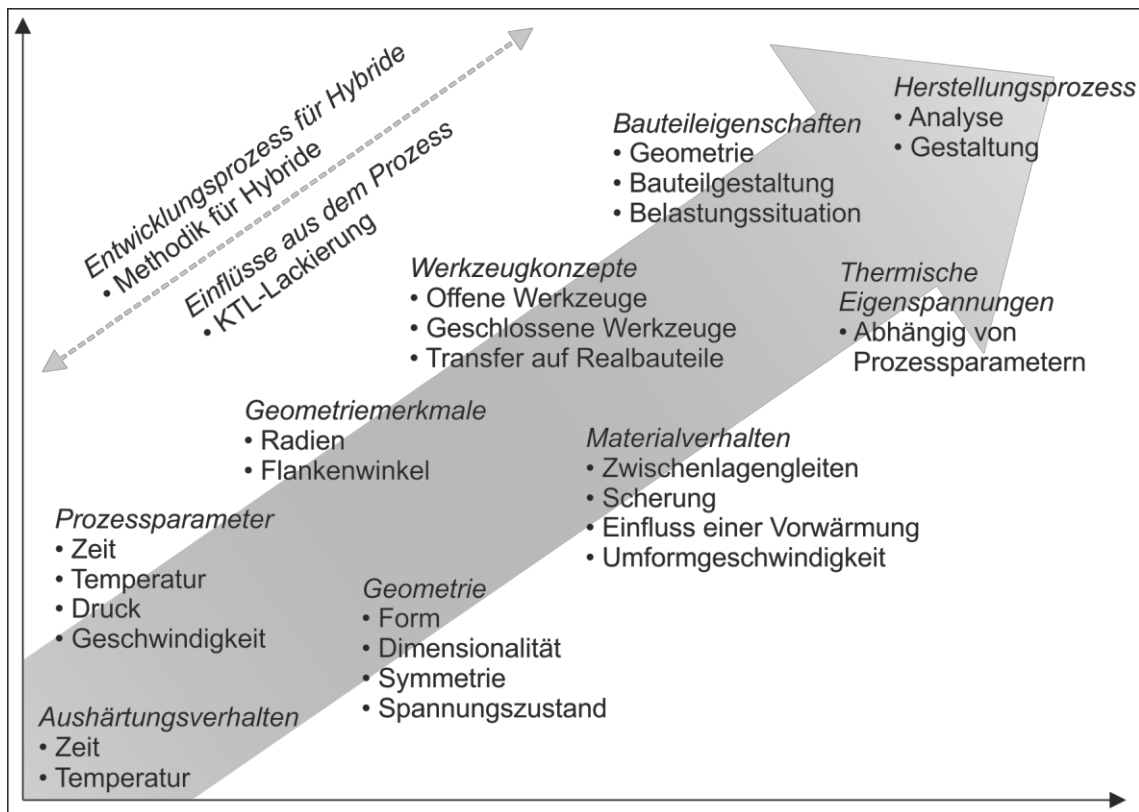 Entwicklungsprozess für Hybride
• Methodik für Hybride
Einflüsse aus dem Prozess
• KTL-Lackierung
Herstellungsprozess
• Analyse
• Gestaltung
Bauteileigenschaften
• Geometrie
• Bauteilgestaltung
• Belastungssituation
Werkzeugkonzepte
• Offene Werkzeuge
• Geschlossene Werkzeuge
• Transfer auf Realbauteile
Thermische
Eigenspannungen
• Abhängig von
Prozessparametern
Geometriemerkmale
• Radien
• Flankenwinkel
Materialverhalten
• Zwischenlagengleiten
• Scherung
• Einfluss einer Vorwärmung
• Umformgeschwindigkeit
Prozessparameter
• Zeit
• Temperatur
• Druck
• Geschwindigkeit
Geometrie
• Form
• Dimensionalität
• Symmetrie
• Spannungszustand
Aushärtungsverhalten
• Zeit
• Temperatur